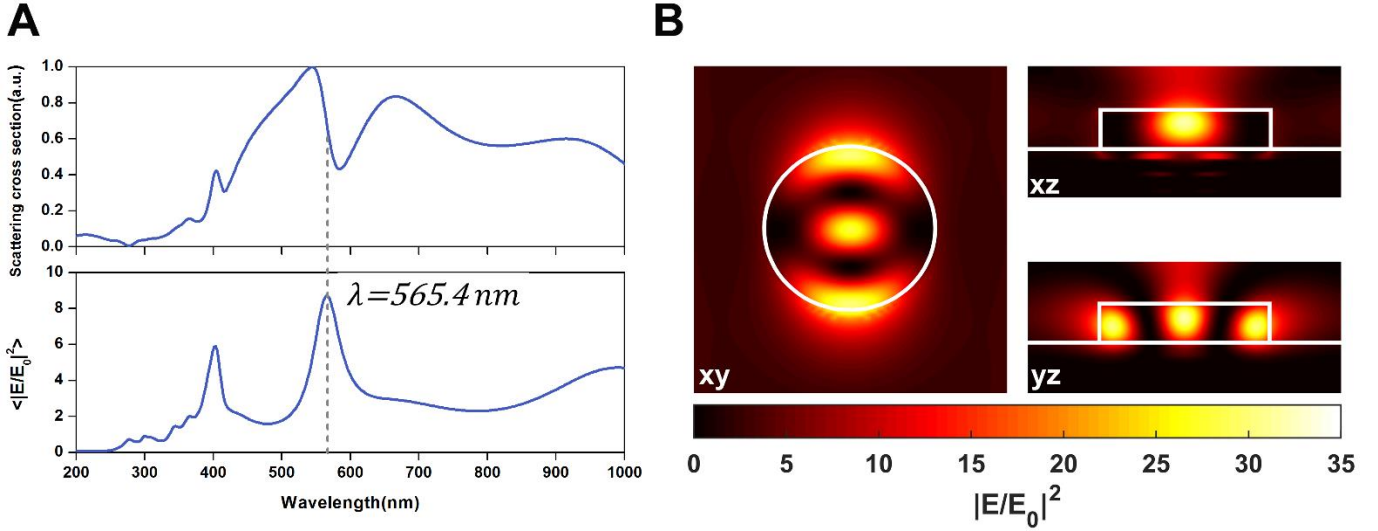 A
B
Scattering cross section(a.u.)
1.0
0.8
0.6
0.4
0.2
0.0
<|E/E₀|²>
10
8
6
4
2
0
λ=565.4 nm
200 300 400 500 600 700 800 900 1000
Wavelength(nm)
xy
xz
yz
0 5 10 15 20 25 30 35
|E/E₀|²